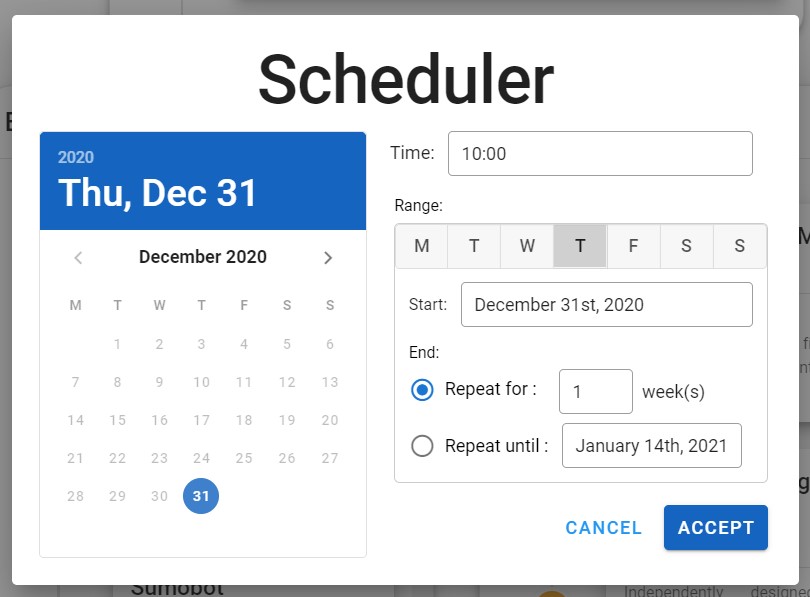 Scheduler
2020
Thu, Dec 31
December 2020
M T W T F S S
1 2 3 4 5 6
7 8 9 10 11 12 13
14 15 16 17 18 19 20
21 22 23 24 25 26 27
28 29 30 31
Time: 10:00
Range:
M T W T F S S
Start: December 31st, 2020
End:
Repeat for : 1 week(s)
Repeat until : January 14th, 2021
CANCEL ACCEPT
Sumobot
Independently designed